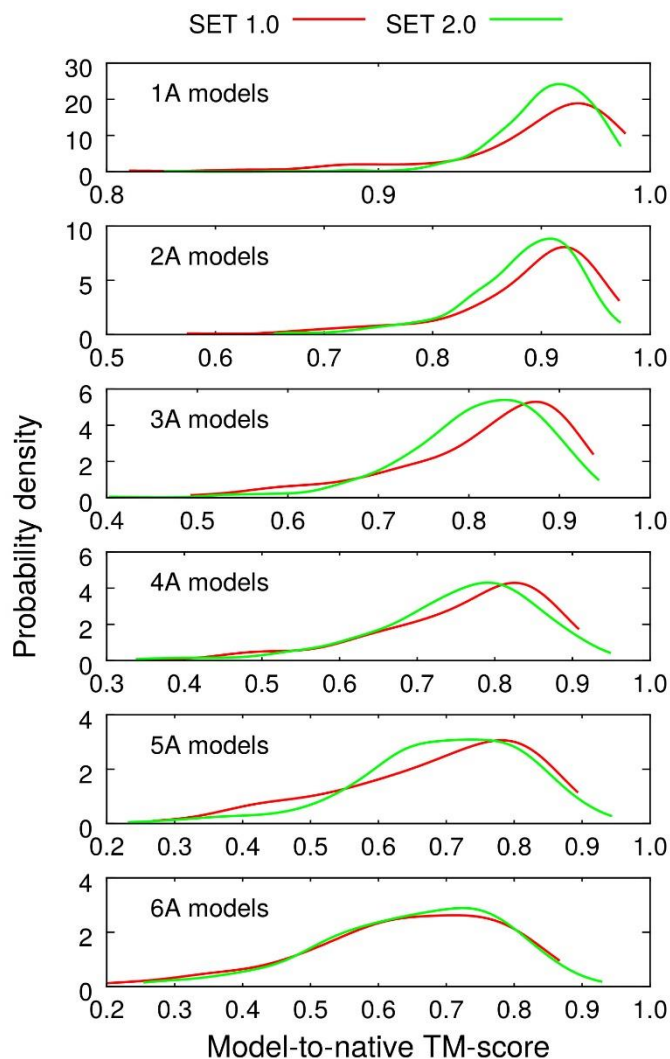 SET 1.0 SET 2.0
30
20
10
0
1A models
0.8 0.9 1.0
10
5
0
2A models
0.5 0.6 0.7 0.8 0.9 1.0
6
4
2
0
3A models
0.4 0.5 0.6 0.7 0.8 0.9 1.0
6
4
2
0
4A models
0.3 0.4 0.5 0.6 0.7 0.8 0.9 1.0
4
2
0
5A models
0.2 0.3 0.4 0.5 0.6 0.7 0.8 0.9 1.0
4
2
0
6A models
0.2 0.3 0.4 0.5 0.6 0.7 0.8 0.9 1.0
Probability density
Model-to-native TM-score